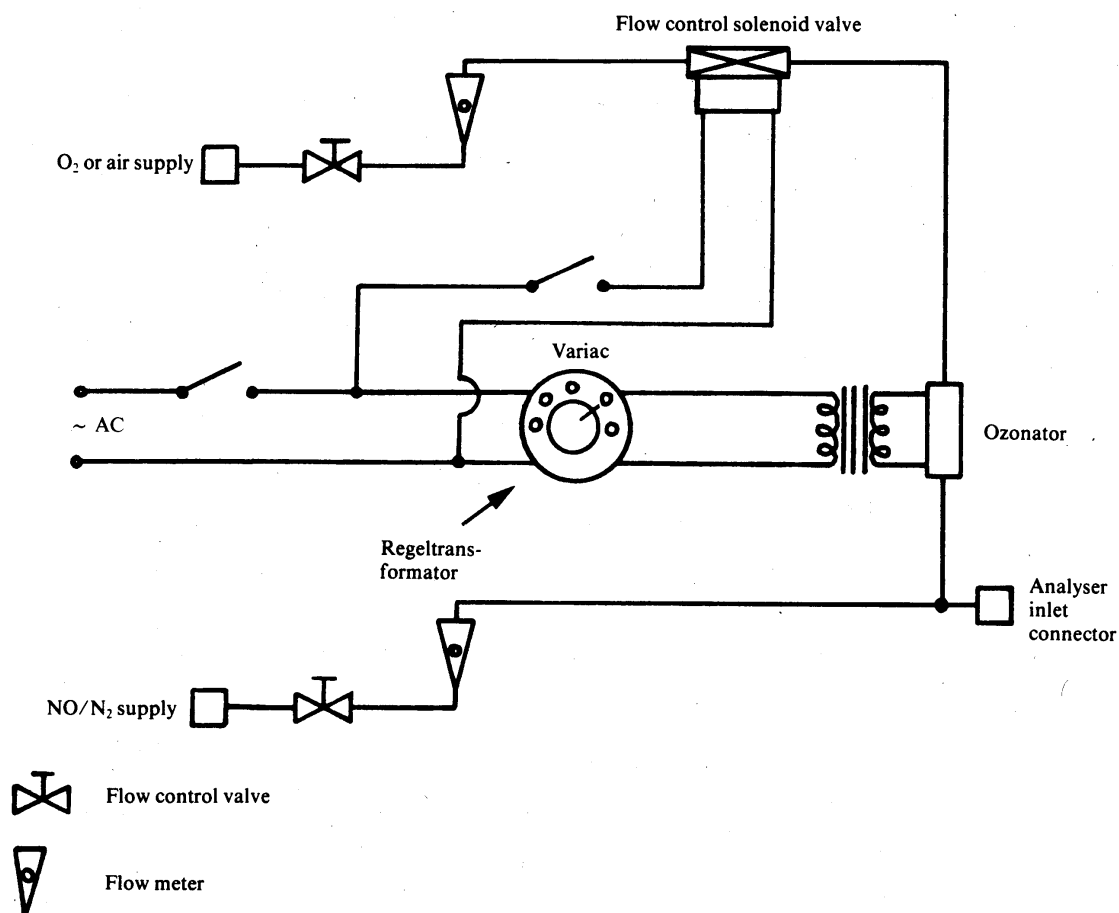 Flow control solenoid valve
O₂ or air supply
Variac
~ AC
Ozonator
Regeltrans-
formator
Analyser
inlet
connector
NO/N₂ supply
Flow control valve
Flow meter